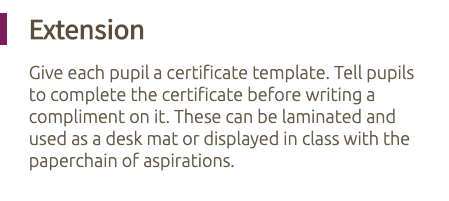 Extension
Give each pupil a certificate template. Tell pupils
to complete the certificate before writing a
compliment on it. These can be laminated and
used as a desk mat or displayed in class with the
paperchain of aspirations.